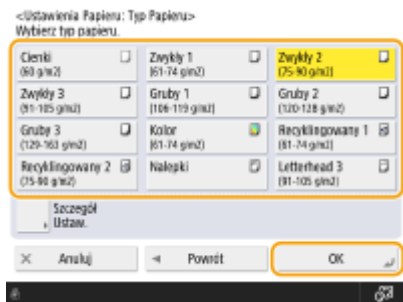 <Ustawienia Papieru: Typ Papieru>
Wybierz typ papieru.
Cienki
(60 g/m2)
Zwykły 1
(61-74 g/m2)
Zwykły 2
(75-90 g/m2)
Zwykły 3
(91-105 g/m2)
Gruby 1
(106-119 g/m2)
Gruby 2
(120-128 g/m2)
Gruby 3
(129-163 g/m2)
Kolor
(61-74 g/m2)
Recyklingowany 1
(61-74 g/m2)
Recyklingowany 2
(75-90 g/m2)
Nalepki
Letterhead 3
(91-105 g/m2)
Szczegół
Ustaw.
Anuluj
Powrót
OK